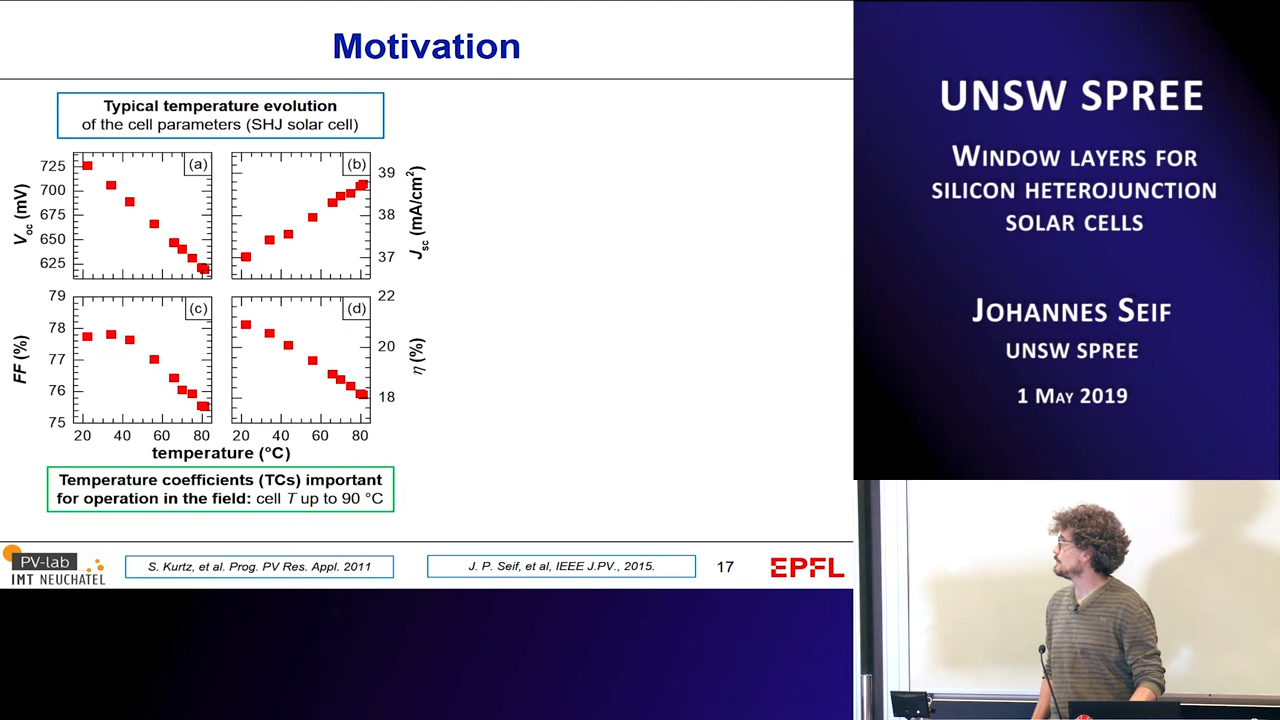 Motivation
Typical temperature evolution
of the cell parameters (SHJ solar cell)
(a)
(b)
725
700
675
650
625
Voc (mV)
39
38
37
Jsc (mA/cm²)
(c)
(d)
79
78
77
76
75
FF (%)
22
20
18
η (%)
20 40 60 80 20 40 60 80
temperature (°C)
Temperature coefficients (TCs) important
for operation in the field: cell T up to 90 °C
PV-lab
IMT NEUCHATEL
S. Kurtz, et al. Prog. PV Res. Appl. 2011
J. P. Seif, et al, IEEE J.PV., 2015.
17
EPFL
UNSW SPREE
WINDOW LAYERS FOR
SILICON HETEROJUNCTION
SOLAR CELLS
JOHANNES SEIF
UNSW SPREE
1 MAY 2019